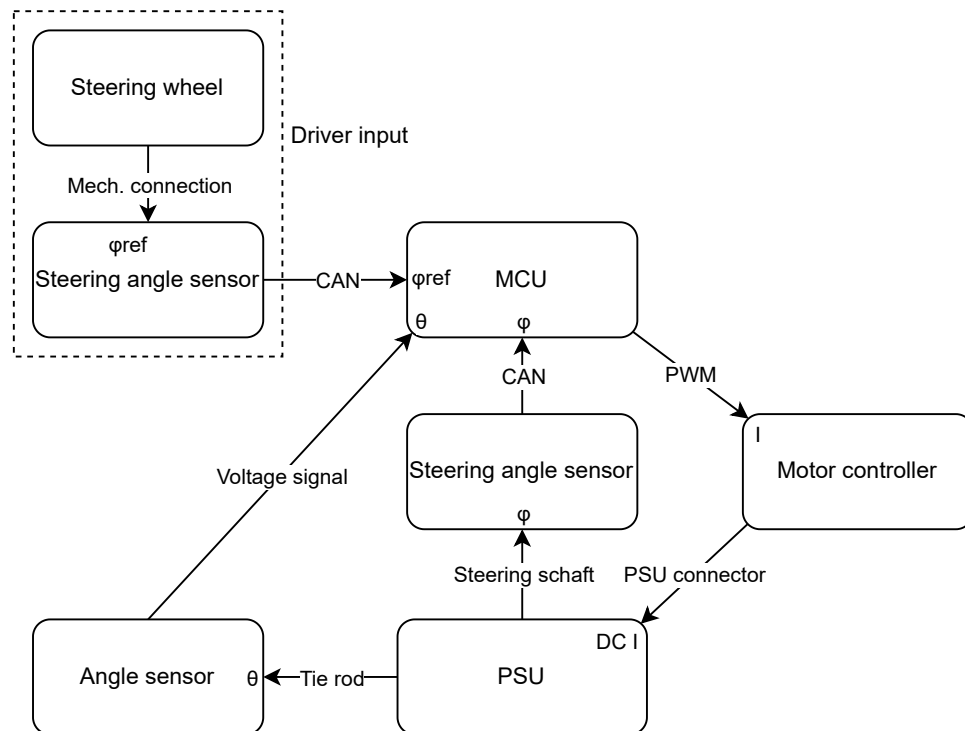 Steering wheel
Driver input
Mech. connection
φref
Steering angle sensor
CAN
φref
MCU
θ
φ
CAN
PWM
I
Motor controller
Steering angle sensor
φ
Voltage signal
Steering schaft
PSU connector
DC I
Angle sensor
θ
Tie rod
PSU